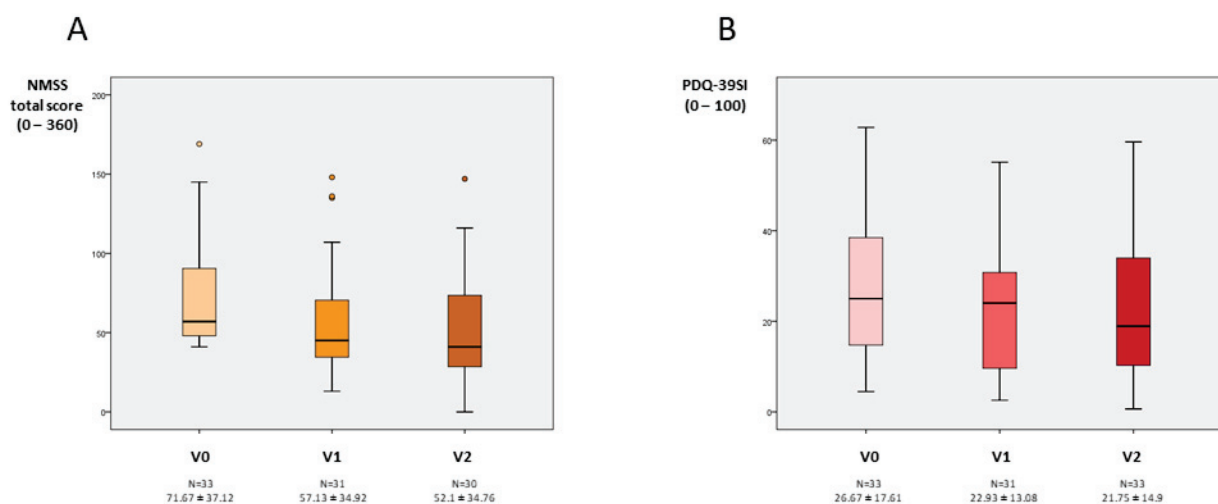 A
NMSS
total score
(0 – 360)
200
150
100
50
0
V0
V1
V2
N=33
N=31
N=30
71.67 ± 37.12
57.13 ± 34.92
52.1 ± 34.76
B
PDQ-39SI
(0 – 100)
60
40
20
0
V0
V1
V2
N=33
N=31
N=33
26.67 ± 17.61
22.93 ± 13.08
21.75 ± 14.9